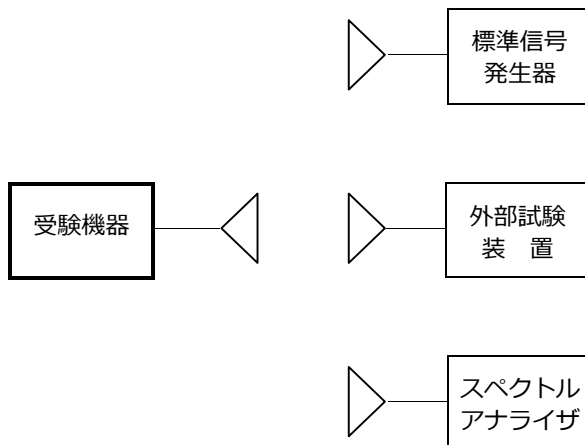 標準信号
発生器
受験機器
外部試験
装　置
スペクトル
アナライザ